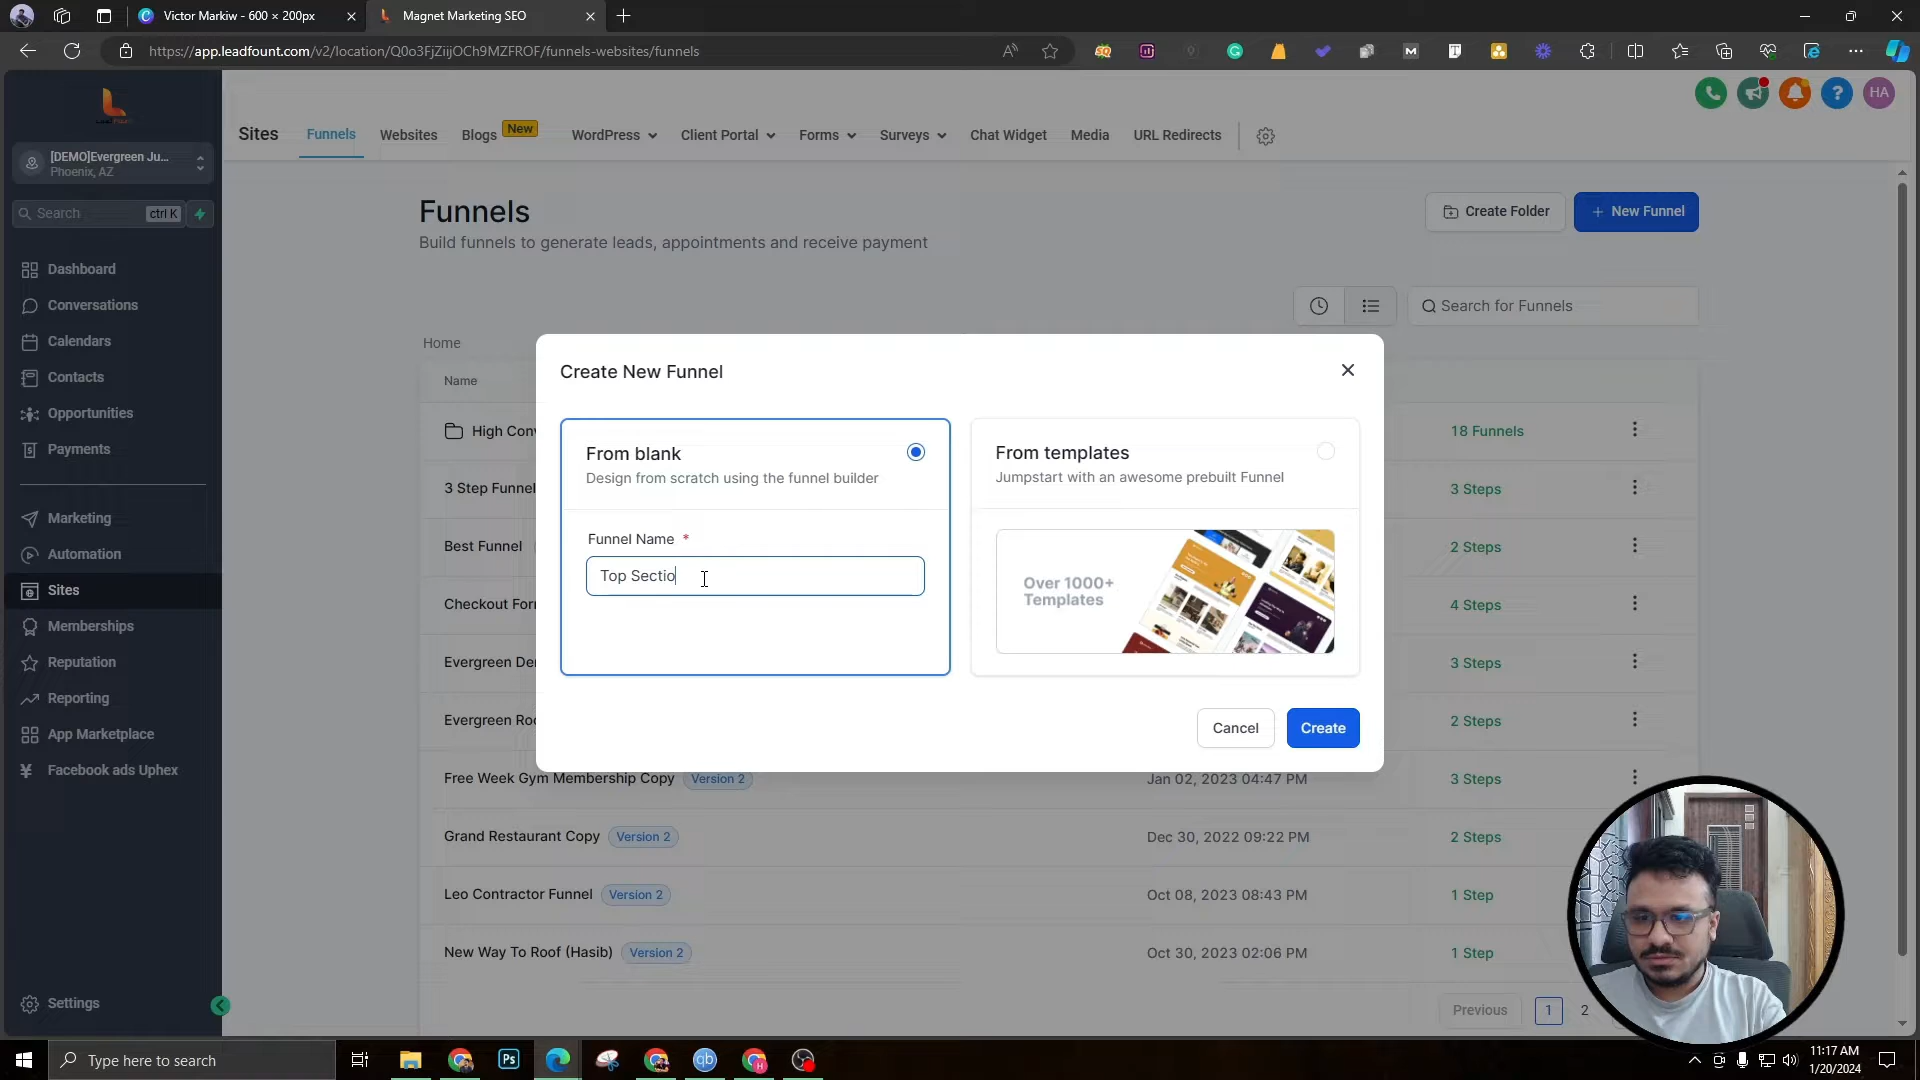 Victor Markiw - 600 × 200px
Magnet Marketing SEO
https://app.leadfount.com/v2/location/Q0o3FjZiijOCh9MZFROF/funnels-websites/funnels
HA
Sites
Funnels
Websites
Blogs
New
WordPress
Client Portal
Forms
Surveys
Chat Widget
Media
URL Redirects
[DEMO]Evergreen Ju...
Phoenix, AZ
Search
ctrl K
Dashboard
Conversations
Calendars
Contacts
Opportunities
Payments
Marketing
Automation
Sites
Memberships
Reputation
Reporting
App Marketplace
Facebook ads Uphex
Settings
Funnels
Build funnels to generate leads, appointments and receive payment
Create Folder
+ New Funnel
Search for Funnels
Home
Name
High Conv
18 Funnels
3 Step Funnel
3 Steps
Best Funnel
2 Steps
Checkout For
4 Steps
Evergreen De
3 Steps
Evergreen Roo
2 Steps
Create New Funnel
From blank
Design from scratch using the funnel builder
Funnel Name *
Top Sectio
From templates
Jumpstart with an awesome prebuilt Funnel
Over 1000+
Templates
Cancel
Create
Free Week Gym Membership Copy Version 2 Jan 02, 2023 04:47 PM 3 Steps
Grand Restaurant Copy Version 2 Dec 30, 2022 09:22 PM 2 Steps
Leo Contractor Funnel Version 2 Oct 08, 2023 08:43 PM 1 Step
New Way To Roof (Hasib) Version 2 Oct 30, 2023 02:06 PM 1 Step
Previous 1 2
Type here to search
Ps
qb
11:17 AM
1/20/2024